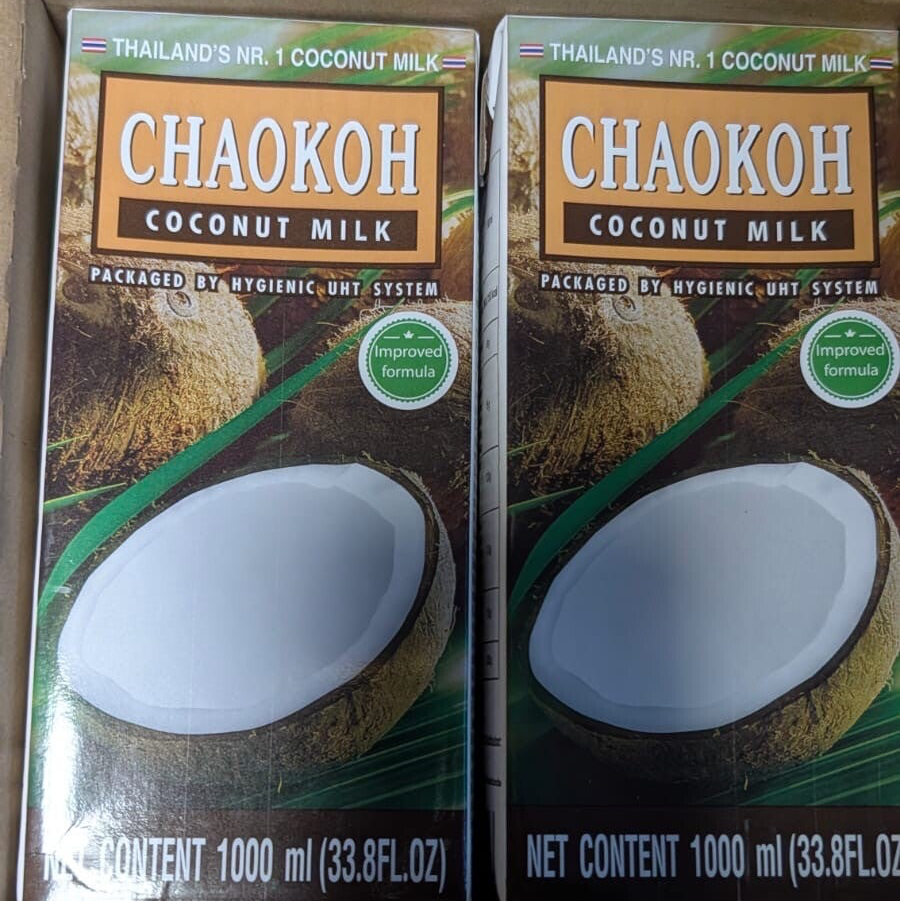 THAILAND'S NR. 1 COCONUT MILK
CHAOKOH
COCONUT MILK
PACKAGED BY HYGIENIC UHT SYSTEM
Improved
formula
NET CONTENT 1000 ml (33.8FL.OZ)
THAILAND'S NR. 1 COCONUT MILK
CHAOKOH
COCONUT MILK
PACKAGED BY HYGIENIC UHT SYSTEM
Improved
formula
NET CONTENT 1000 ml (33.8FL.OZ